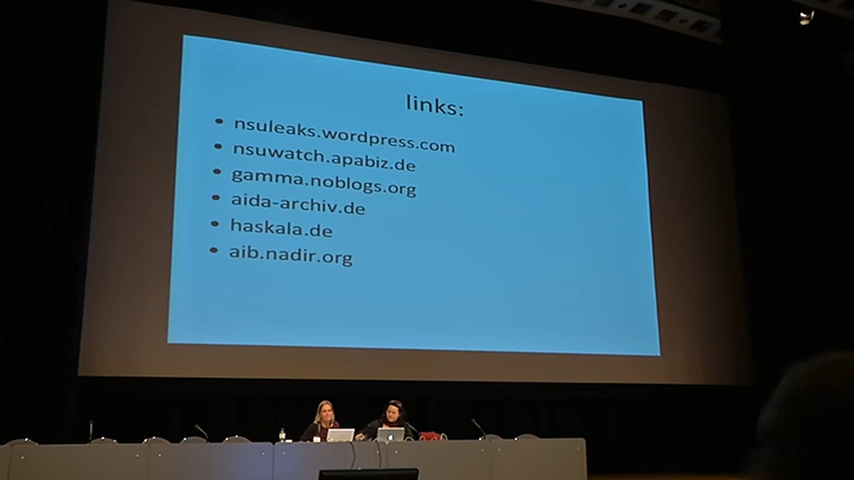 links:
• nsuleaks.wordpress.com
• nsuwatch.apabiz.de
• gamma.noblogs.org
• aida-archiv.de
• haskala.de
• aib.nadir.org